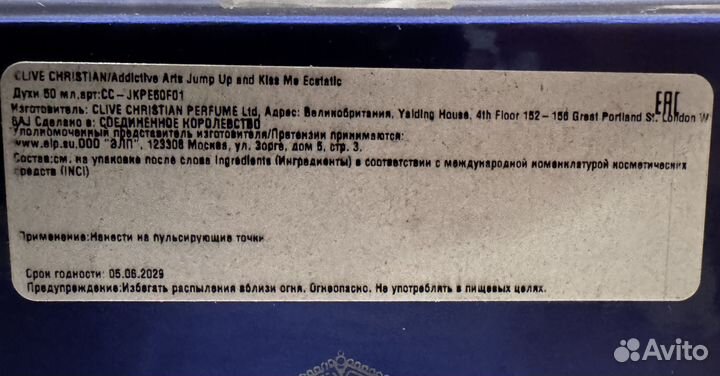 CLIVE CHRISTIAN/Addictive Arts Jump Up and Kiss Me Ecstatic
Духи 50 мл,арт:CC-JKPE50F01
EAC
Изготовитель: CLIVE CHRISTIAN PERFUME Ltd, Адрес: Великобритания, Yalding House, 4th Floor 152-156 Great Portland St. London W
Сделано в: СОЕДИНЕННОЕ КОРОЛЕВСТВО
Уполномоченный представитель изготовителя/Претензии принимаются:
www.elp.su,ООО "ЭЛП", 123308 Москва, ул. Зорге, дом 5, стр. 3.
Состав:см. на упаковке после слова Ingredients (Ингредиенты) в соответствии с международной номенклатурой косметических
средств (INCI)
Применение:Нанести на пульсирующие точки
Срок годности: 05.06.2029
Предупреждение:Избегать распыления вблизи огня. Огнеопасно. Не употреблять в пищевых целях.
Avito